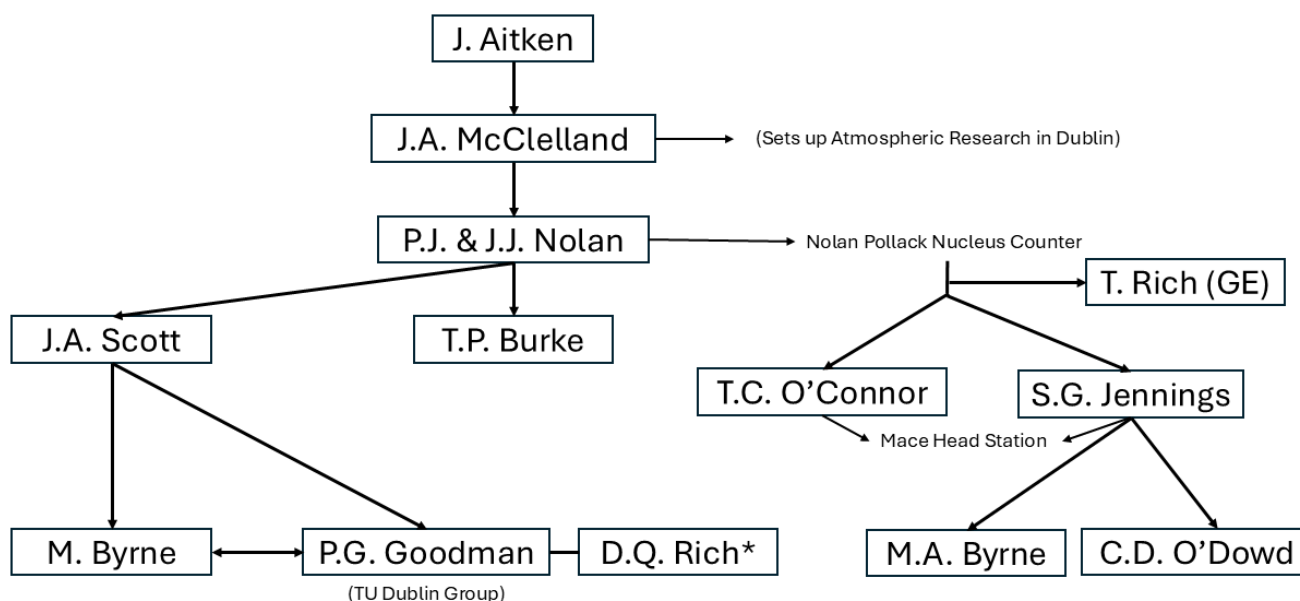 J. Aitken
J.A. McClelland
(Sets up Atmospheric Research in Dublin)
P.J. & J.J. Nolan
Nolan Pollack Nucleus Counter
T. Rich (GE)
J.A. Scott
T.P. Burke
T.C. O’Connor
S.G. Jennings
Mace Head Station
M. Byrne
P.G. Goodman
D.Q. Rich*
M.A. Byrne
C.D. O’Dowd
(TU Dublin Group)